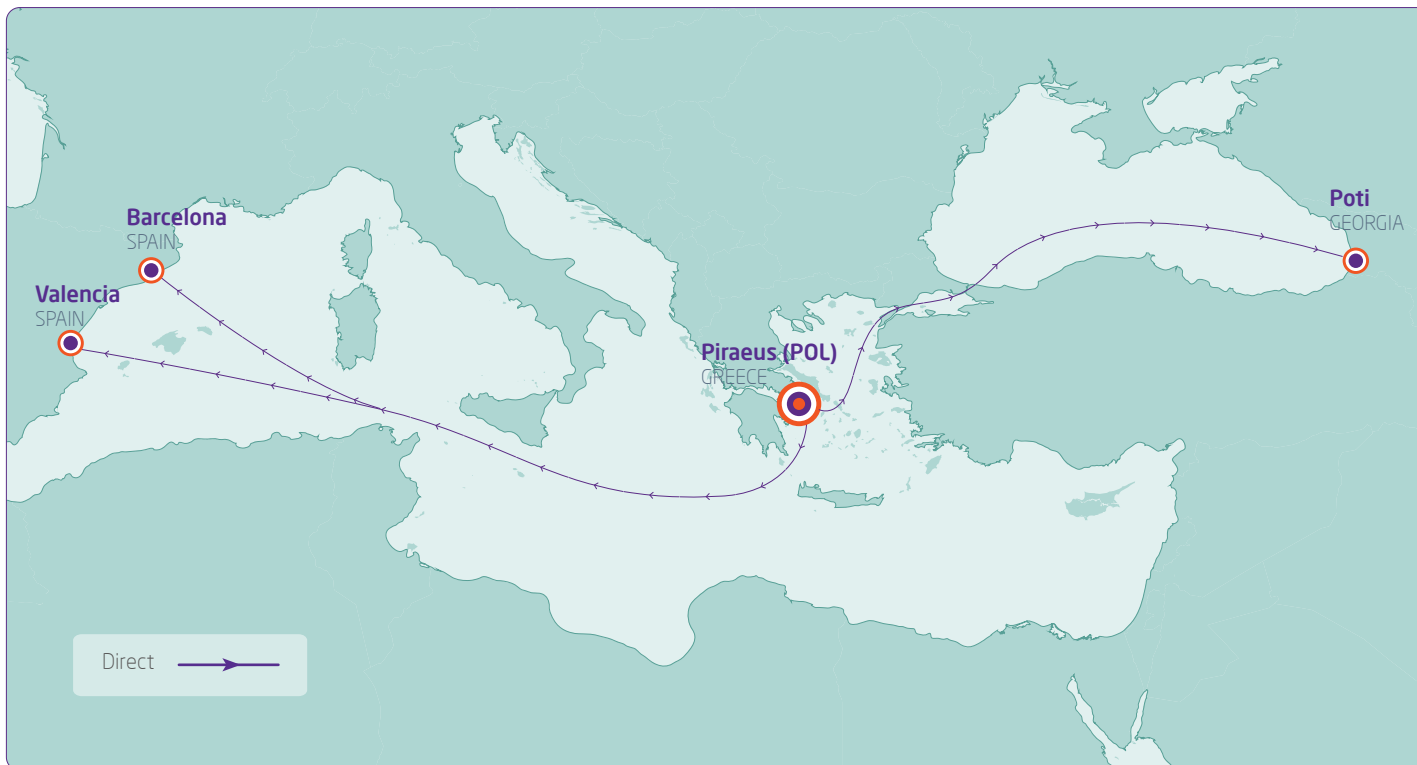 Poti
GEORGIA
Barcelona
SPAIN
Valencia
SPAIN
Piraeus (POL)
GREECE
Direct